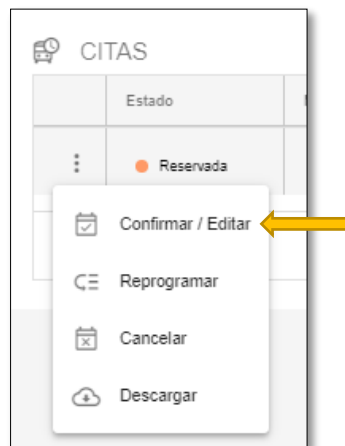 CITAS
Estado
Reservada
Confirmar / Editar
Reprogramar
Cancelar
Descargar